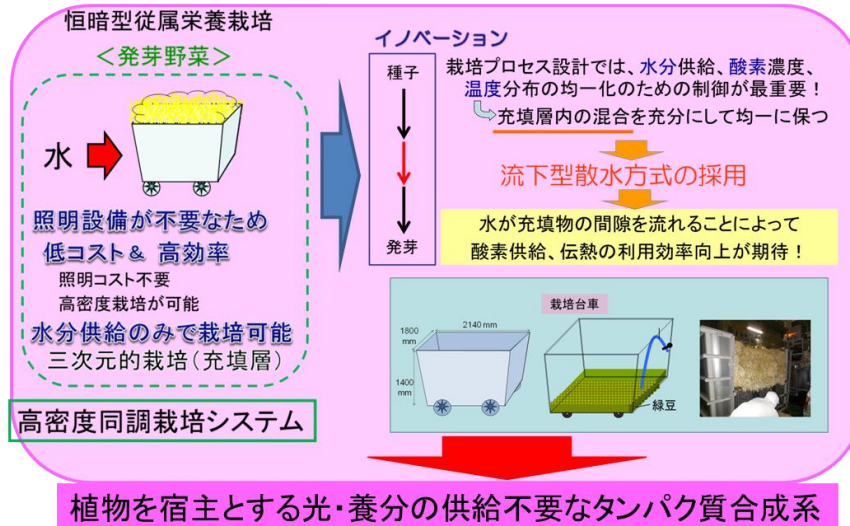 恒暗型従属栄養栽培
＜発芽野菜＞
水
照明設備が不要なため
低コスト＆ 高効率
照明コスト不要
高密度栽培が可能
水分供給のみで栽培可能
三次元的栽培(充填層)
高密度同調栽培システム
イノベーション
種子
発芽
栽培プロセス設計では、水分供給、酸素濃度、
温度分布の均一化のための制御が最重要！
充填層内の混合を充分にして均一に保つ
流下型散水方式の採用
水が充填物の間隙を流れることによって
酸素供給、伝熱の利用効率向上が期待！
栽培台車
2140 mm
1800
mm
1400
mm
緑豆
植物を宿主とする光・養分の供給不要なタンパク質合成系